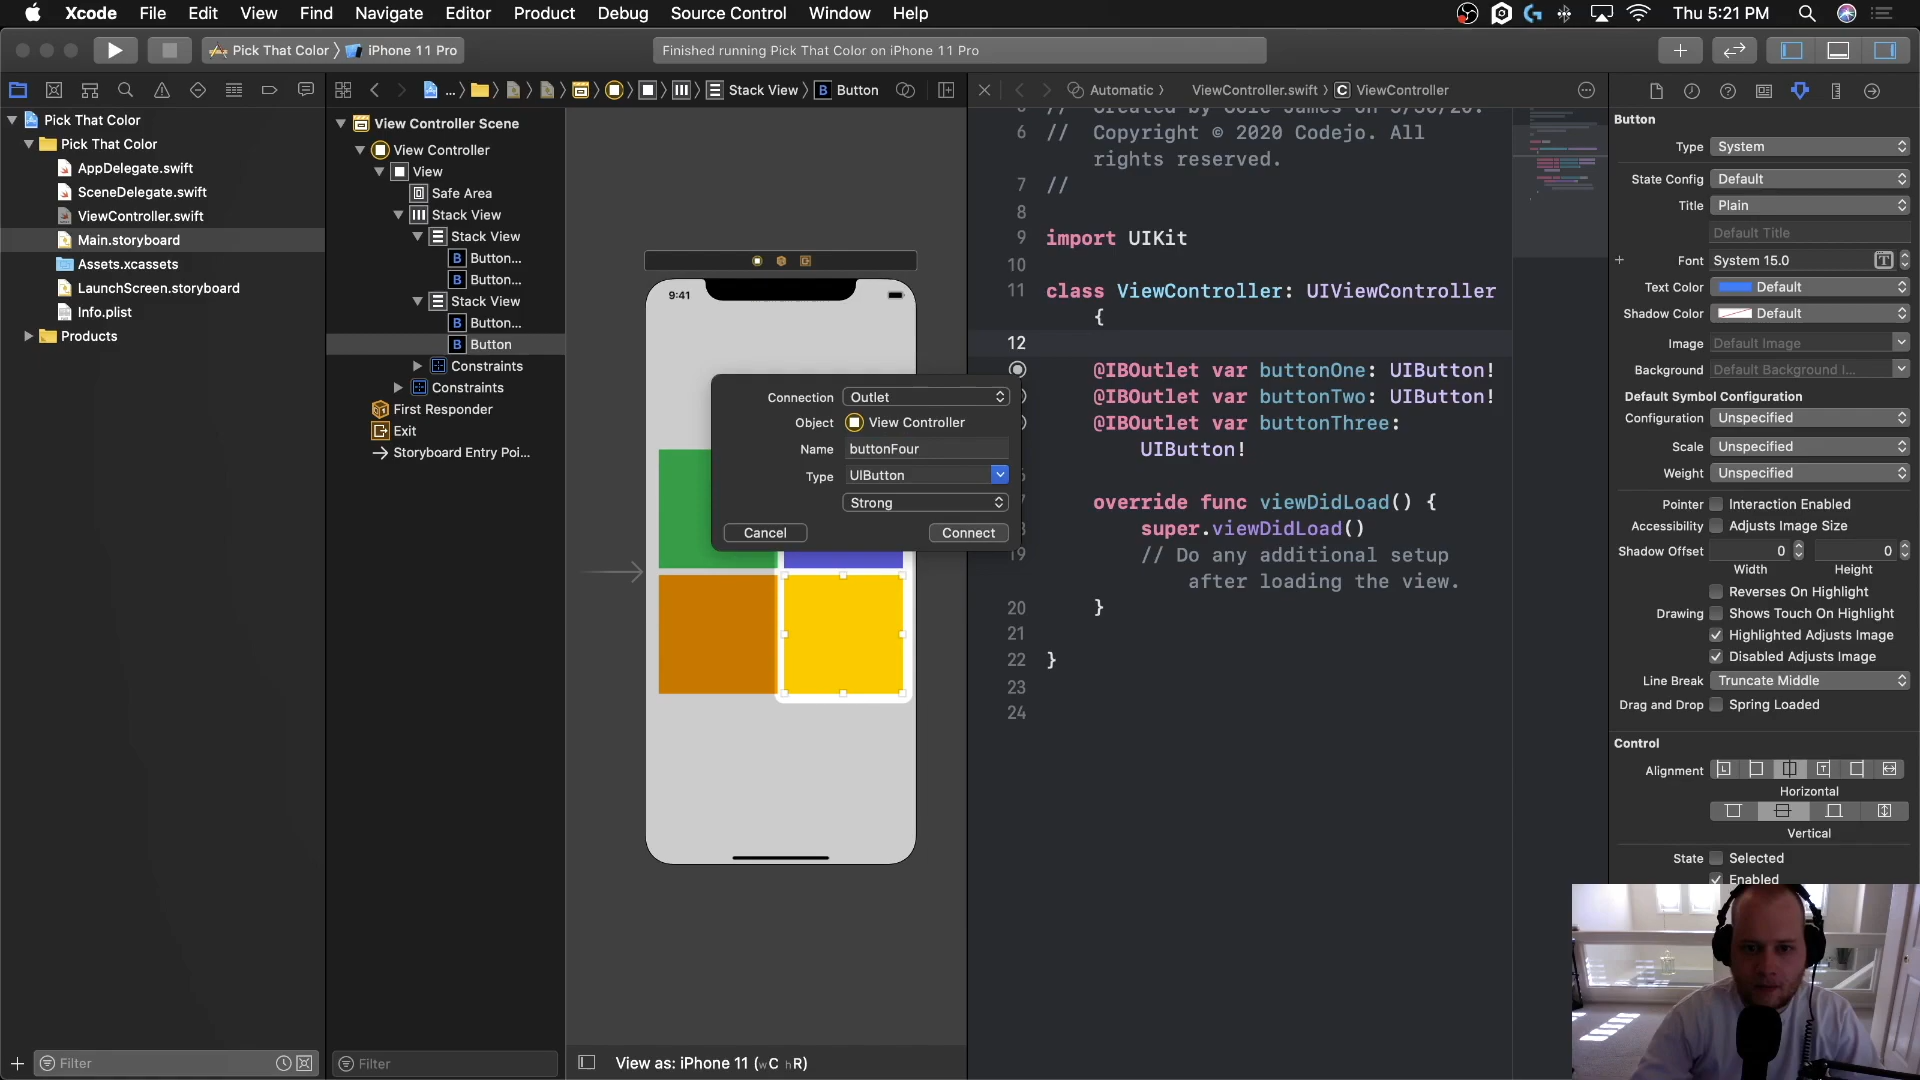 Xcode File Edit View Find Navigate Editor Product Debug Source Control Window Help Thu 5:21 PM
Pick That Color iPhone 11 Pro Finished running Pick That Color on iPhone 11 Pro
Pick That Color
Pick That Color
AppDelegate.swift
SceneDelegate.swift
ViewController.swift
Main.storyboard
Assets.xcassets
LaunchScreen.storyboard
Info.plist
Products
Filter
... Stack View B Button
View Controller Scene
View Controller
View
Safe Area
Stack View
Stack View
B Button...
B Button...
Stack View
B Button...
B Button
Constraints
Constraints
First Responder
Exit
Storyboard Entry Poi...
Filter
9:41
View as: iPhone 11 (wC hR)
Connection Outlet
Object View Controller
Name buttonFour
Type UIButton
Strong
Cancel Connect
Automatic ViewController.swift C ViewController
6 // Copyright © 2020 Codejo. All
rights reserved.
7 //
8
9 import UIKit
10
11 class ViewController: UIViewController
{
12
@IBOutlet var buttonOne: UIButton!
@IBOutlet var buttonTwo: UIButton!
@IBOutlet var buttonThree:
UIButton!
override func viewDidLoad() {
super.viewDidLoad()
19 // Do any additional setup
after loading the view.
20 }
21
22 }
23
24
Button
Type System
State Config Default
Title Plain
Default Title
Font System 15.0
Text Color Default
Shadow Color Default
Image Default Image
Background Default Background I...
Default Symbol Configuration
Configuration Unspecified
Scale Unspecified
Weight Unspecified
Pointer Interaction Enabled
Accessibility Adjusts Image Size
Shadow Offset 0 0
Width Height
Reverses On Highlight
Drawing Shows Touch On Highlight
Highlighted Adjusts Image
Disabled Adjusts Image
Line Break Truncate Middle
Drag and Drop Spring Loaded
Control
Alignment
Horizontal
Vertical
State Selected
Enabled